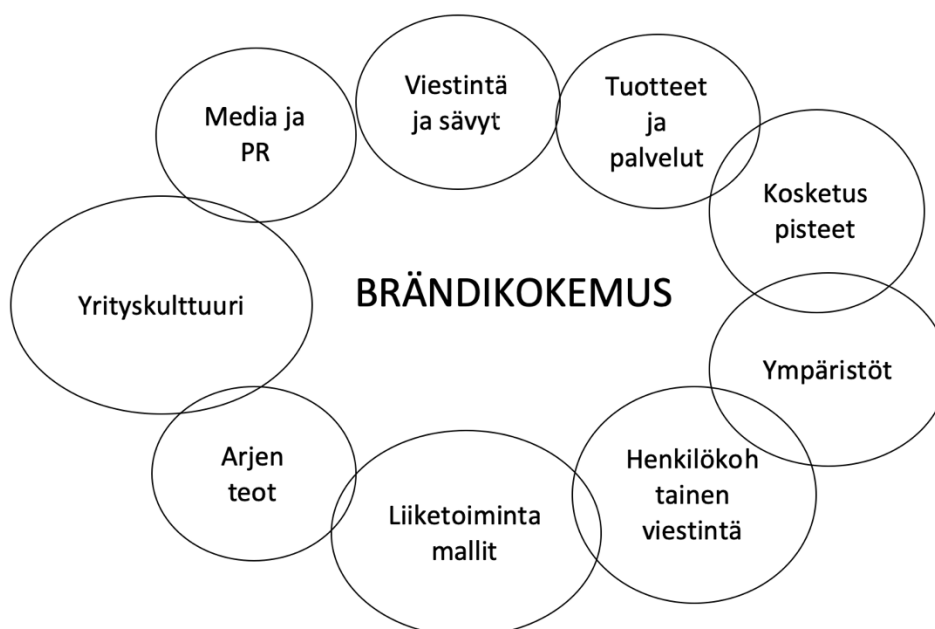 Viestintä
ja sävyt
Tuotteet
ja
palvelut
Media ja
PR
Kosketus
pisteet
Yrityskulttuuri
BRÄNDIKOKEMUS
Ympäristöt
Arjen
teot
Liiketoiminta
mallit
Henkilökoh
tainen
viestintä